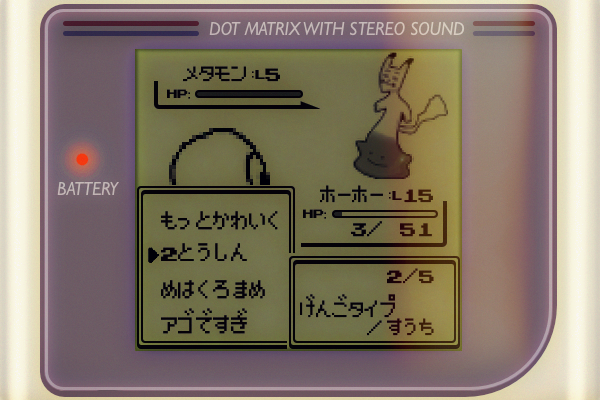 DOT MATRIX WITH STEREO SOUND
メタモン :L5
HP:
BATTERY
ホーホー :L15
HP:
3/ 51
もっとかわいく
▶2とうしん
めはくろまめ
アゴですぎ
2/5
げんごタイプ
/すうち